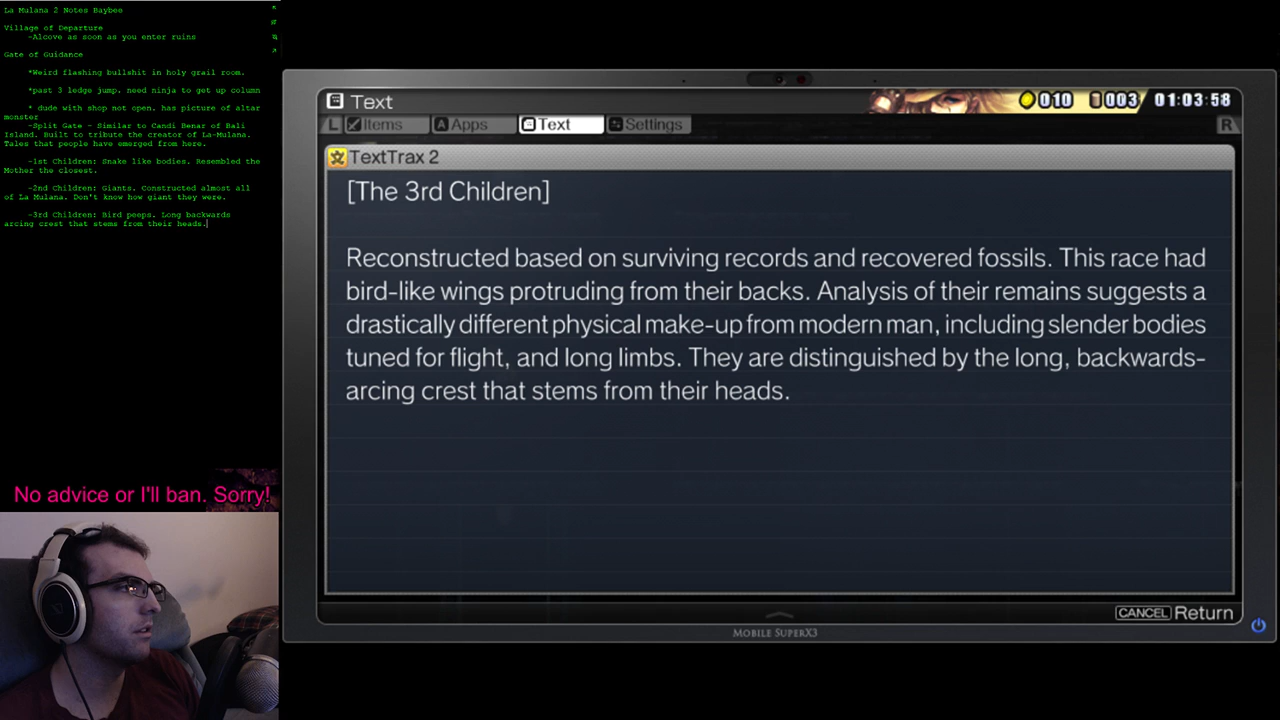 La Mulana 2 Notes Baybee
Village of Departure
-Alcove as soon as you enter ruins
Gate of Guidance
*Weird flashing bullshit in holy grail room.
*past 3 ledge jump. need ninja to get up column
* dude with shop not open. has picture of altar
monster
-Split Gate - Similar to Candi Benar of Bali
Island. Built to tribute the creator of La-Mulana.
Tales that people have emerged from here.
-1st Children: Snake like bodies. Resembled the
Mother the closest.
-2nd Children: Giants. Constructed almost all
of La Mulana. Don't know how giant they were.
-3rd Children: Bird peeps. Long backwards
arcing crest that stems from their heads.
No advice or I'll ban. Sorry!
Text
010 003 01:03:58
L Items A Apps Text Settings R
TextTrax 2
[The 3rd Children]
Reconstructed based on surviving records and recovered fossils. This race had
bird-like wings protruding from their backs. Analysis of their remains suggests a
drastically different physical make-up from modern man, including slender bodies
tuned for flight, and long limbs. They are distinguished by the long, backwards-
arcing crest that stems from their heads.
CANCEL Return
MOBILE SUPERX3